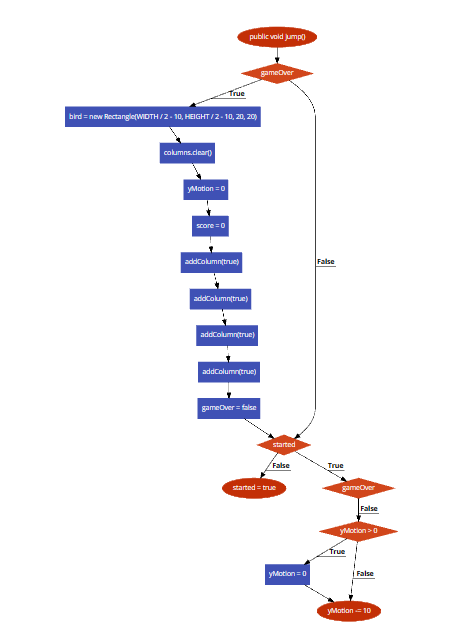 public void jump()
gameOver
True
bird = new Rectangle(WIDTH / 2 - 10, HEIGHT / 2 - 10, 20, 20)
columns.clear()
yMotion = 0
score = 0
addColumn(true)
False
addColumn(true)
addColumn(true)
addColumn(true)
gameOver = false
started
False
True
started = true
gameOver
False
yMotion > 0
True
yMotion = 0
False
yMotion -= 10